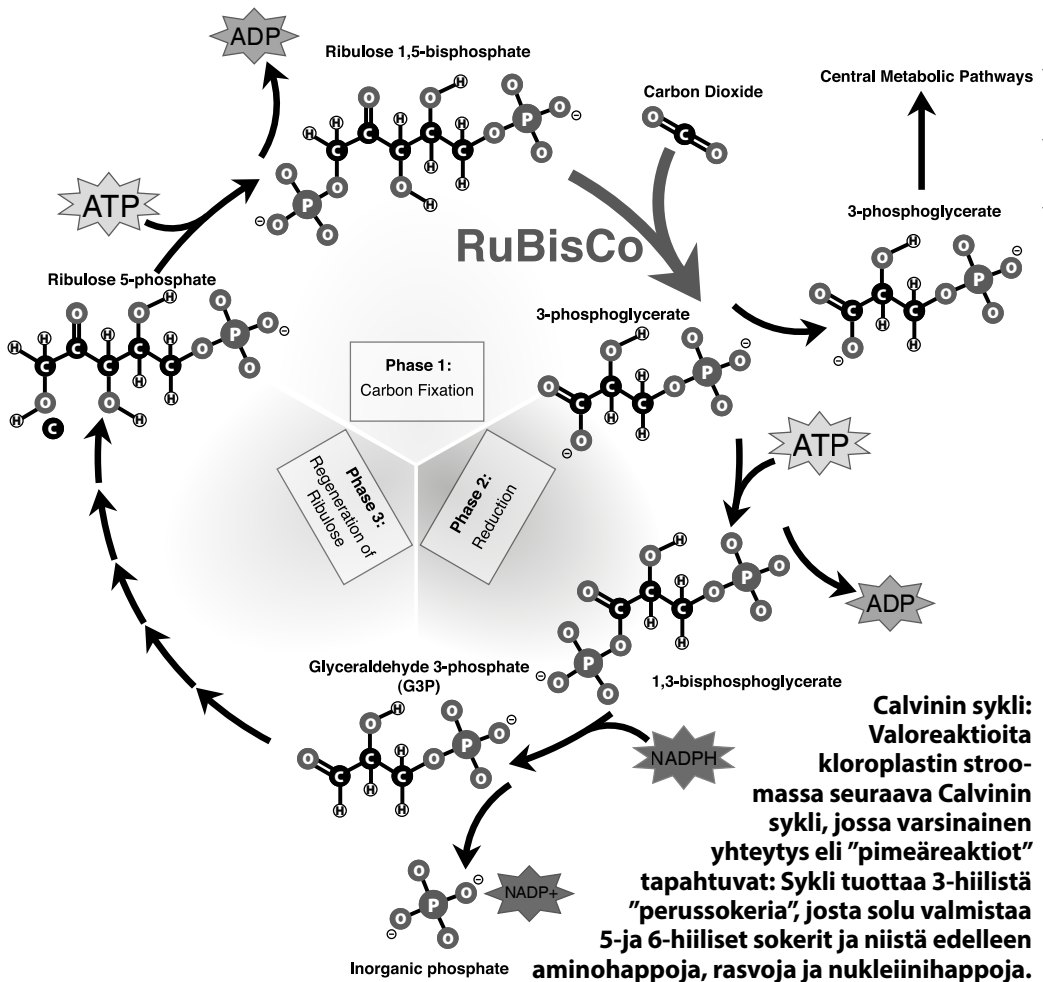 ADP
Ribulose 1,5-bisphosphate
Carbon Dioxide
Central Metabolic Pathways
ATP
RuBisCo
3-phosphoglycerate
Ribulose 5-phosphate
3-phosphoglycerate
Phase 1:
Carbon Fixation
Phase 3:
Regeneration of
Ribulose
Phase 2:
Reduction
ATP
ADP
Glyceraldehyde 3-phosphate
(G3P)
1,3-bisphosphoglycerate
NADPH
NADP+
Inorganic phosphate
Calvinin sykli:
Valoreaktioita
kloroplastin stroo-
massa seuraava Calvinin
sykli, jossa varsinainen
yhteytys eli ”pimeäreaktiot”
tapahtuvat: Sykli tuottaa 3-hiilistä
”perussokeria”, josta solu valmistaa
5-ja 6-hiiliset sokerit ja niistä edelleen
aminohappoja, rasvoja ja nukleiinihappoja.